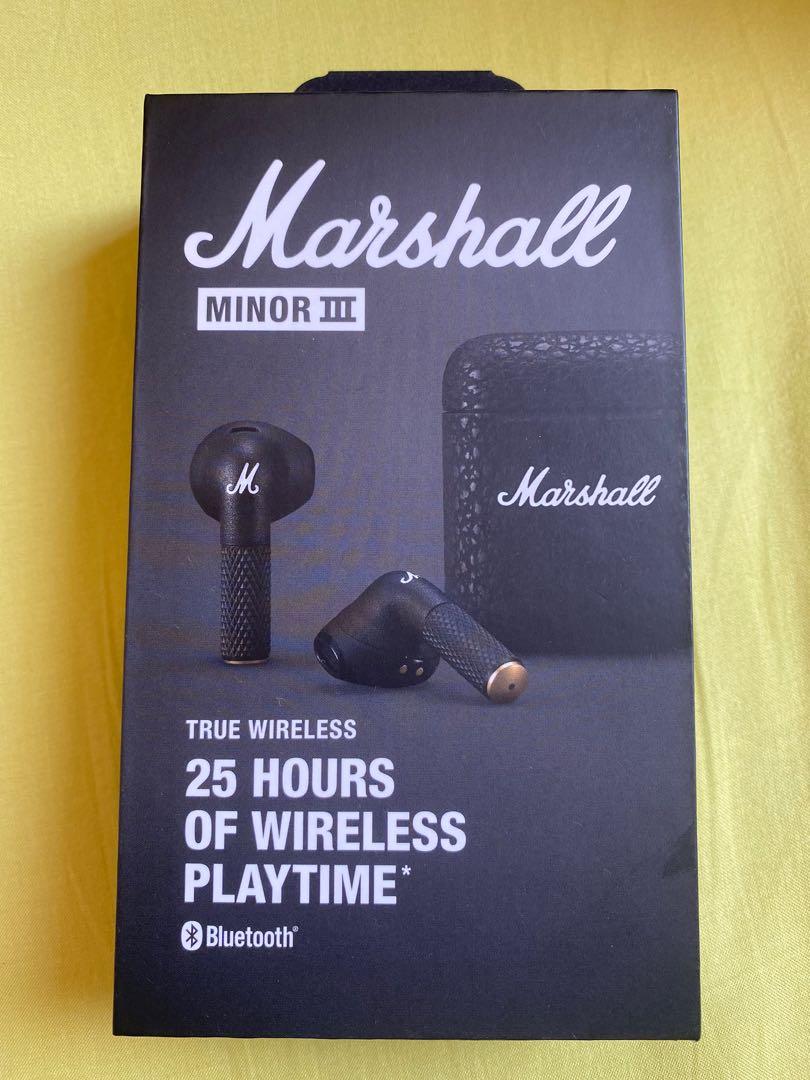 Marshall
MINOR III
M
Marshall
M
TRUE WIRELESS
25 HOURS
OF WIRELESS
PLAYTIME*
Bluetooth®